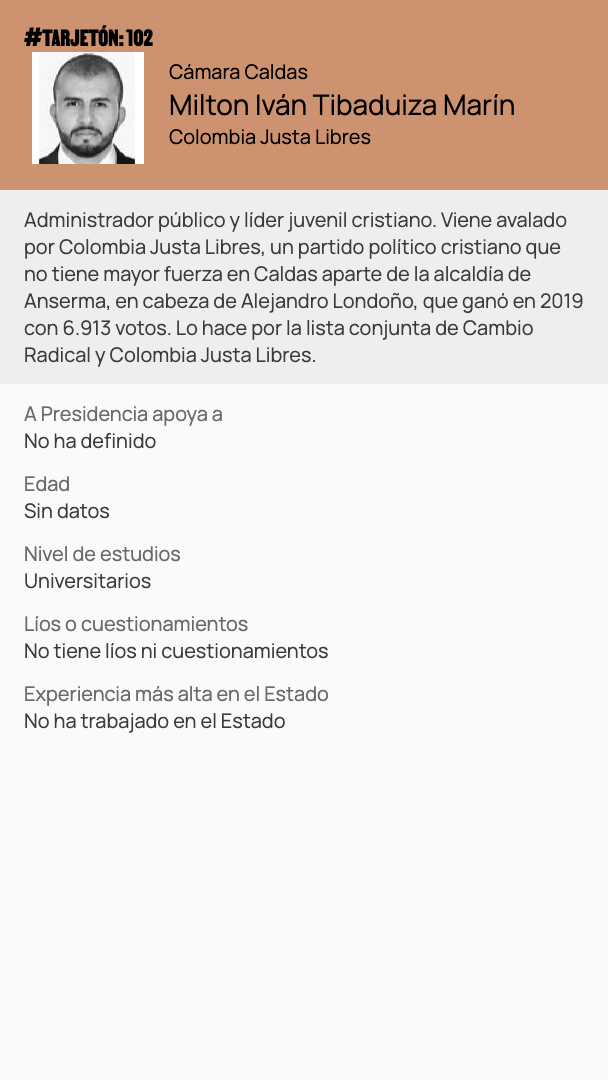 #TARJETÓN: 102
Cámara Caldas
Milton Iván Tibaduiza Marín
Colombia Justa Libres
Administrador público y líder juvenil cristiano. Viene avalado
por Colombia Justa Libres, un partido político cristiano que
no tiene mayor fuerza en Caldas aparte de la alcaldía de
Anserma, en cabeza de Alejandro Londoño, que ganó en 2019
con 6.913 votos. Lo hace por la lista conjunta de Cambio
Radical y Colombia Justa Libres.
A Presidencia apoya a
No ha definido
Edad
Sin datos
Nivel de estudios
Universitarios
Líos o cuestionamientos
No tiene líos ni cuestionamientos
Experiencia más alta en el Estado
No ha trabajado en el Estado